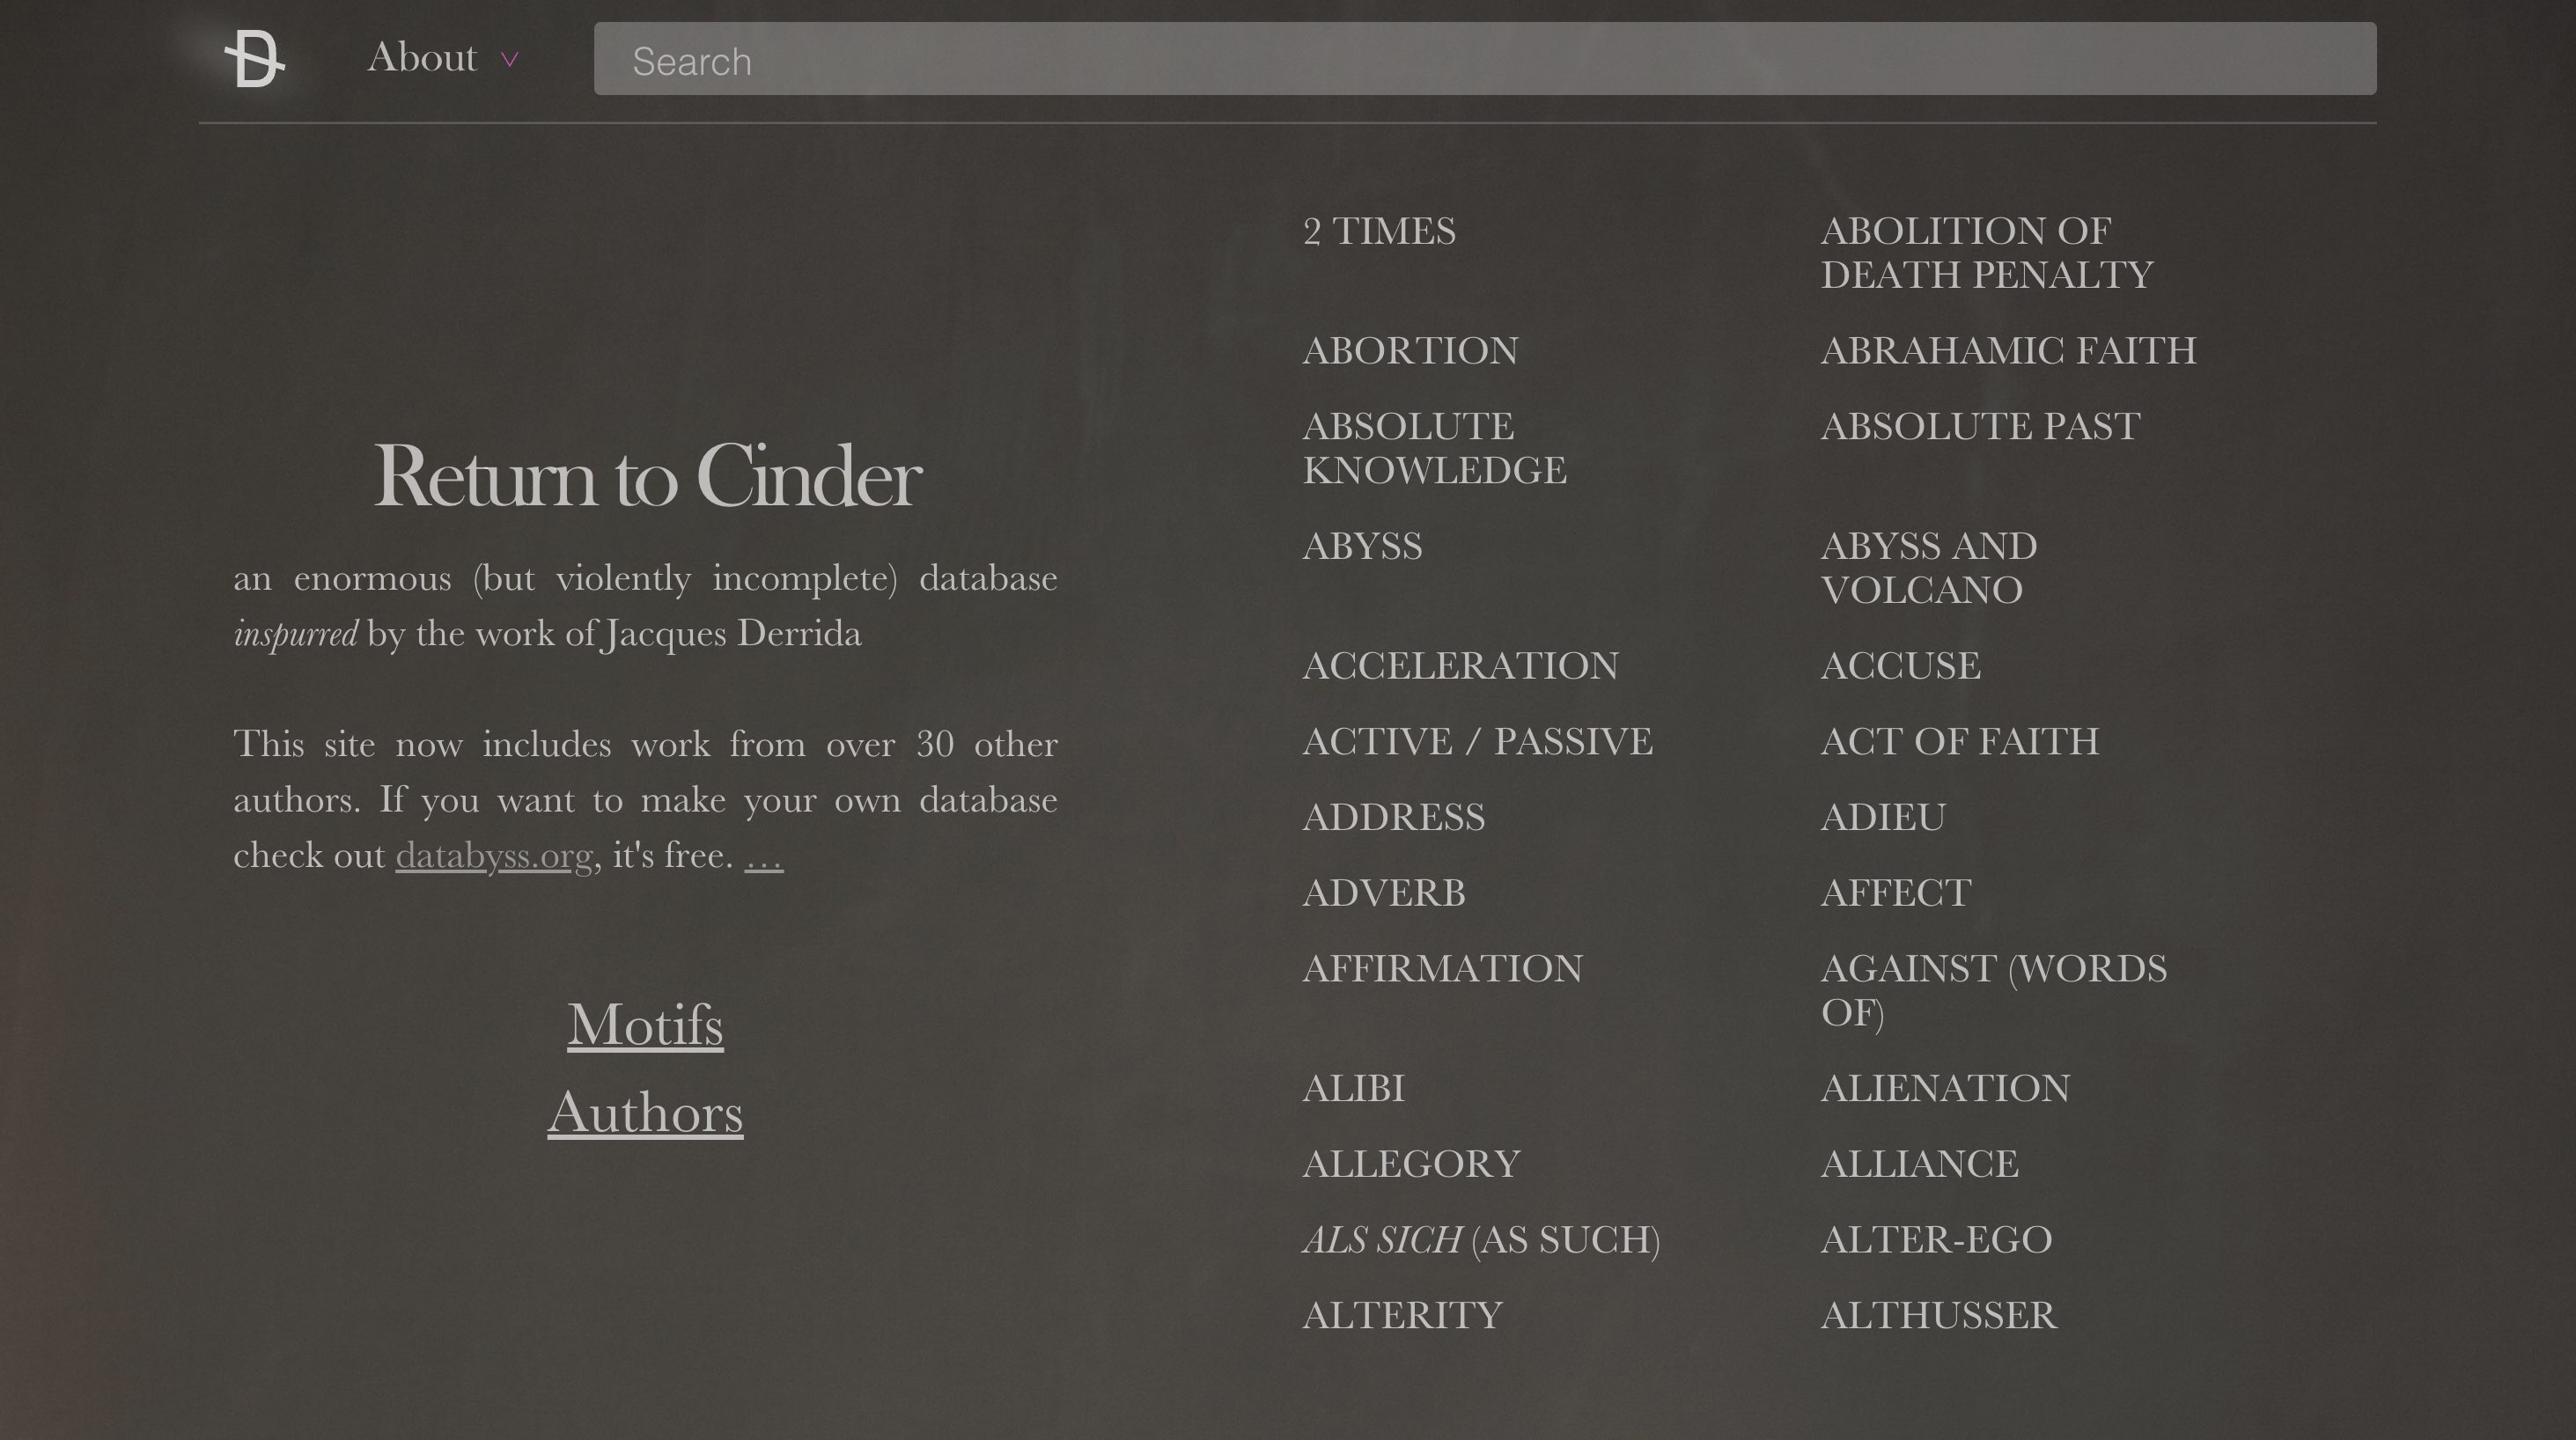 D
About
Search
Return to Cinder
an enormous (but violently incomplete) database
inspurred by the work of Jacques Derrida
This site now includes work from over 30 other
authors. If you want to make your own database
check out databyss.org, it's free. …
Motifs
Authors
2 TIMES
ABOLITION OF
DEATH PENALTY
ABORTION
ABRAHAMIC FAITH
ABSOLUTE
KNOWLEDGE
ABSOLUTE PAST
ABYSS
ABYSS AND
VOLCANO
ACCELERATION
ACCUSE
ACTIVE / PASSIVE
ACT OF FAITH
ADDRESS
ADIEU
ADVERB
AFFECT
AFFIRMATION
AGAINST (WORDS
OF)
ALIBI
ALIENATION
ALLEGORY
ALLIANCE
ALS SICH (AS SUCH)
ALTER-EGO
ALTERITY
ALTHUSSER